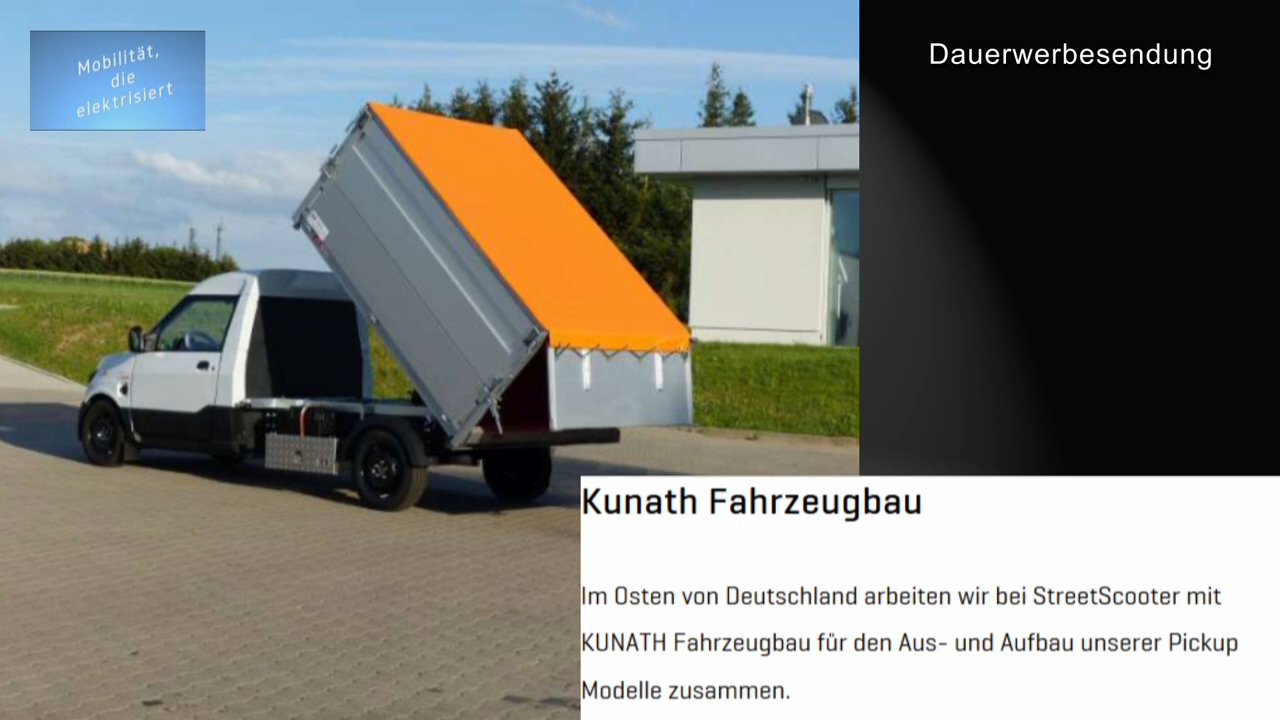 Mobilität,
die
elektrisiert
Dauerwerbesendung
Kunath Fahrzeugbau
Im Osten von Deutschland arbeiten wir bei StreetScooter mit
KUNATH Fahrzeugbau für den Aus- und Aufbau unserer Pickup
Modelle zusammen.